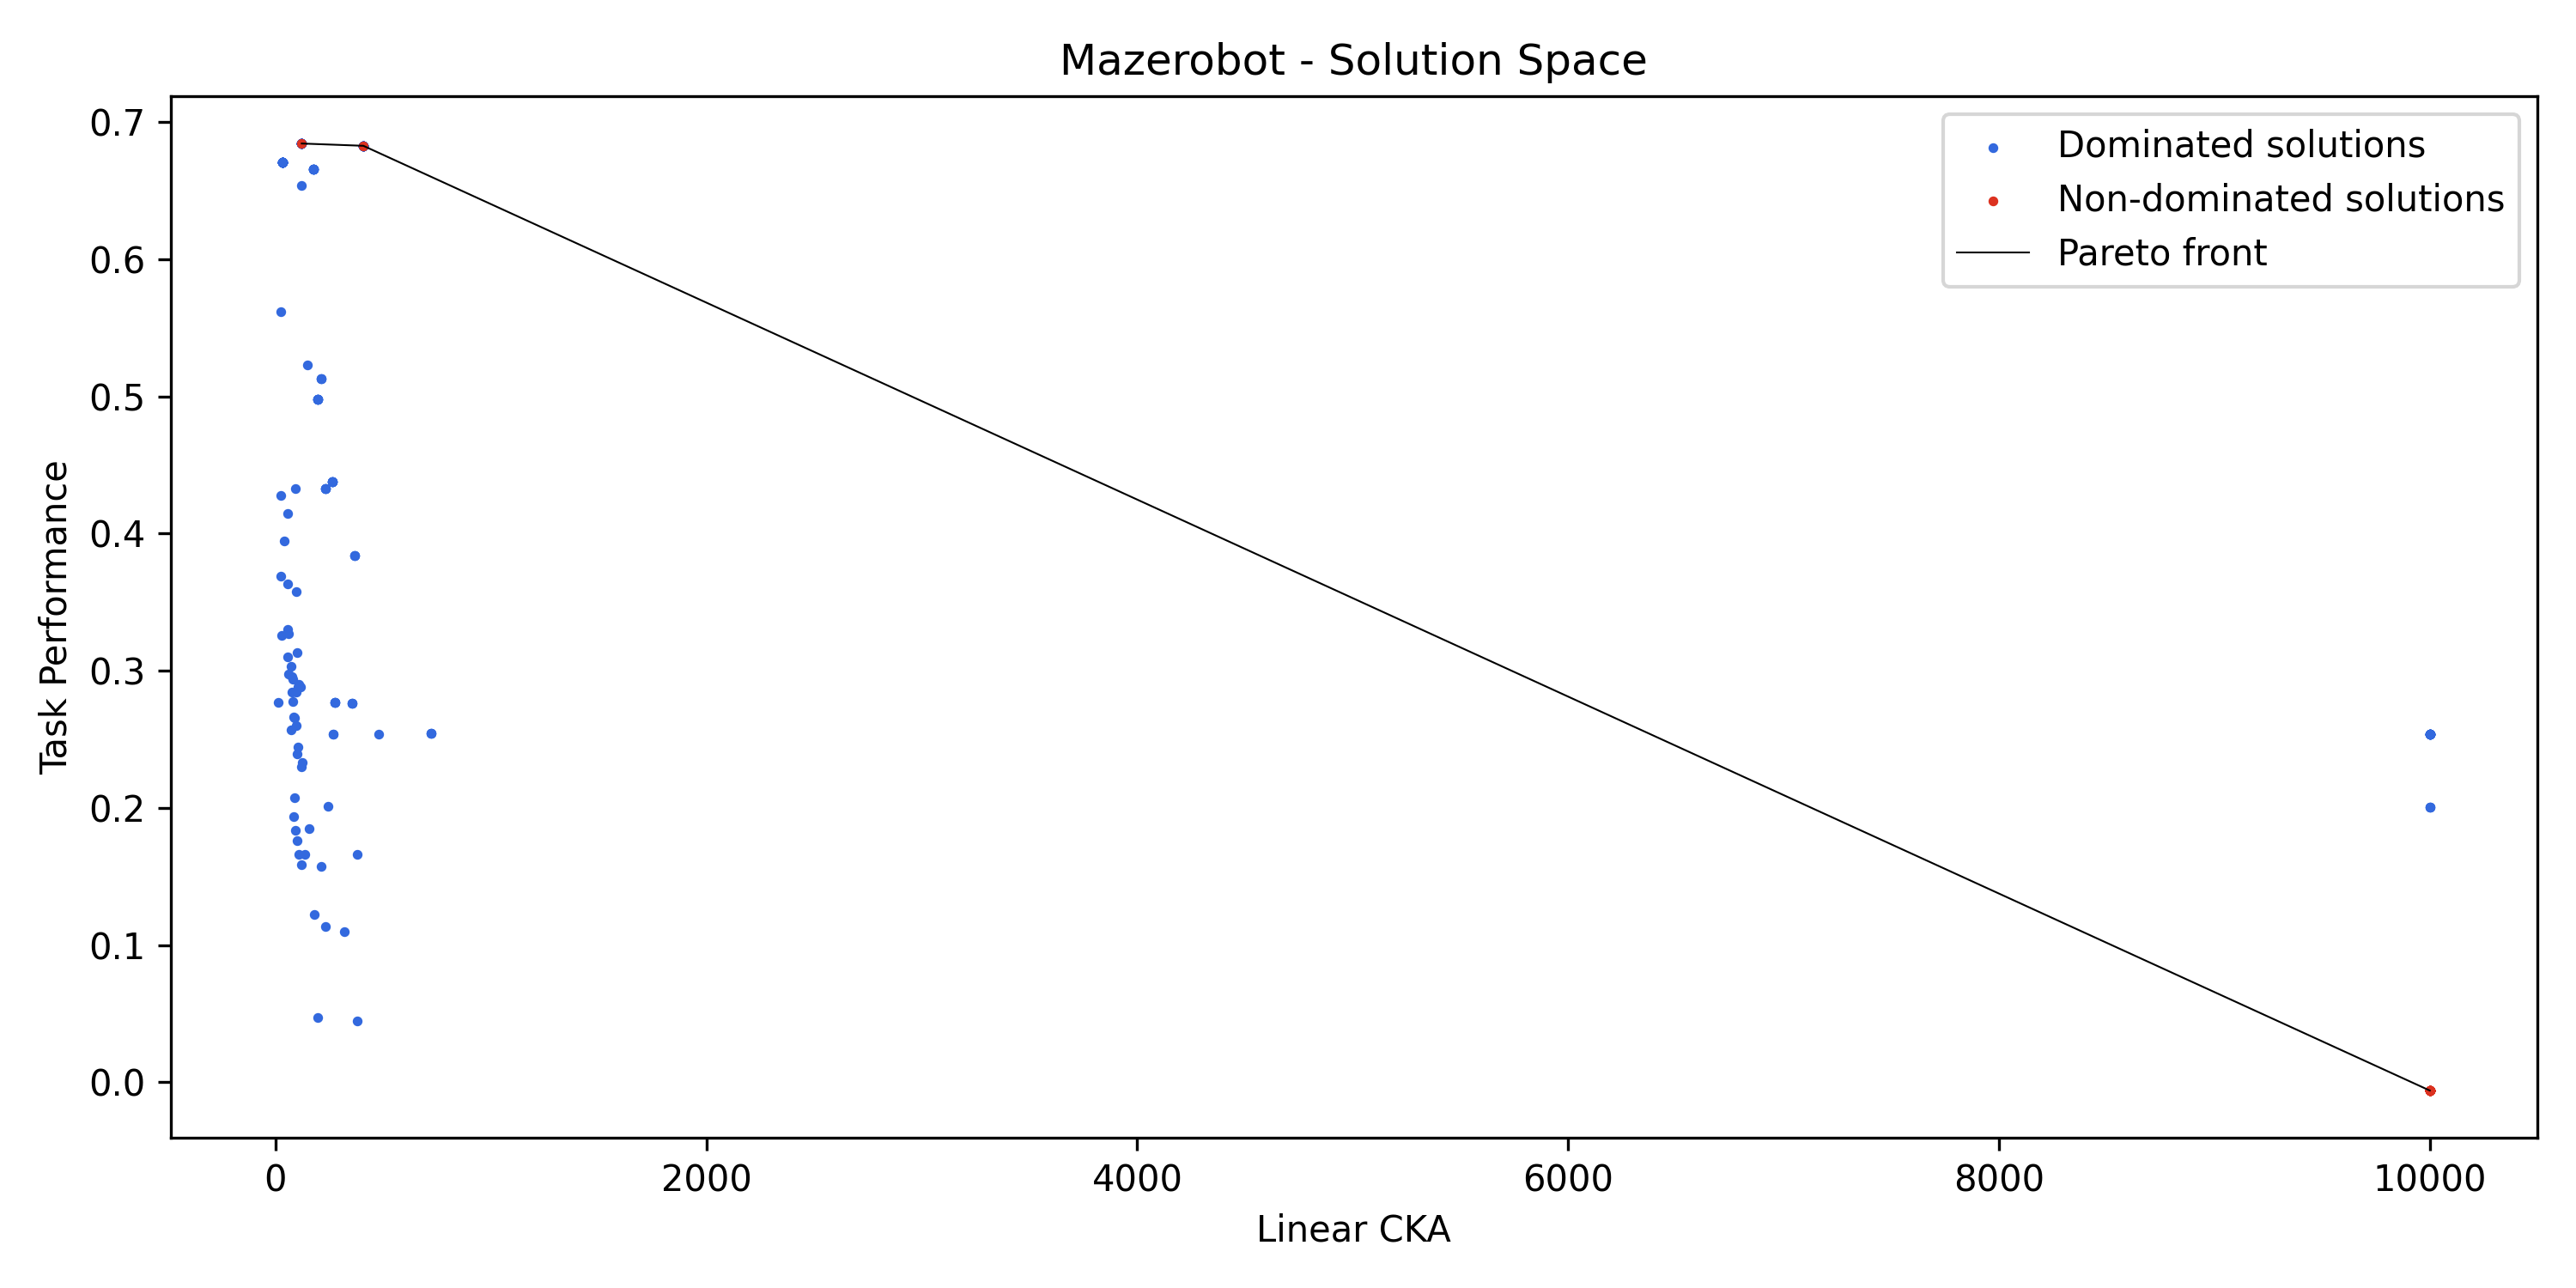 Mazerobot - Solution Space
Dominated solutions
Non-dominated solutions
Pareto front
Task Performance
0.7
0.6
0.5
0.4
0.3
0.2
0.1
0.0
0 2000 4000 6000 8000 10000
Linear CKA